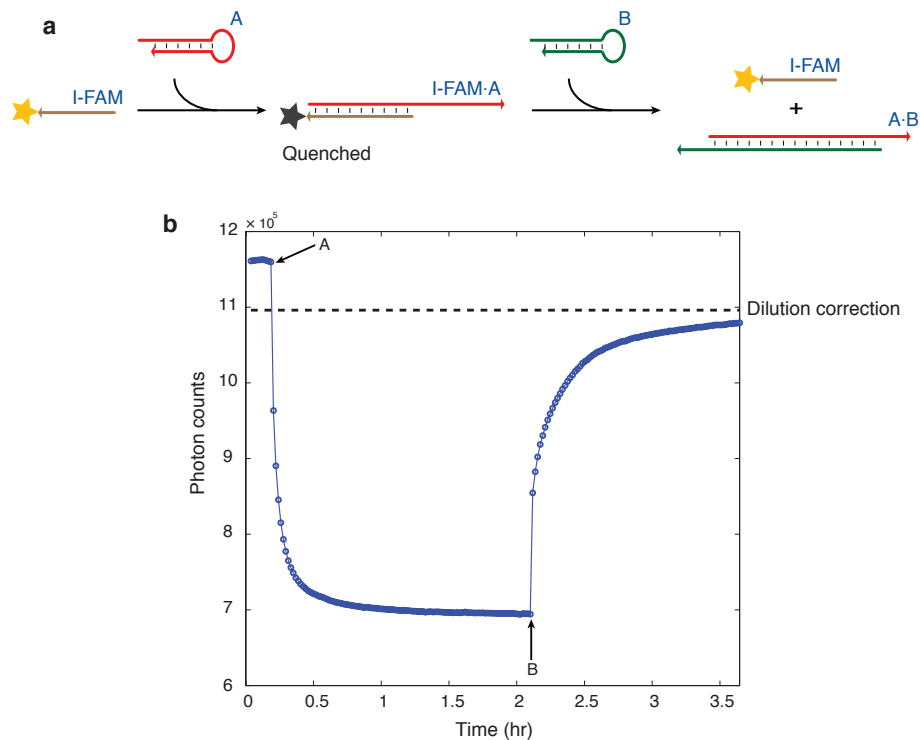 a
A
B
I-FAM
I-FAM·A
I-FAM
+
A·B
Quenched
b
× 10⁵
12
11
10
9
8
7
6
A
B
Dilution correction
Photon counts
0
0.5
1
1.5
2
2.5
3
3.5
Time (hr)